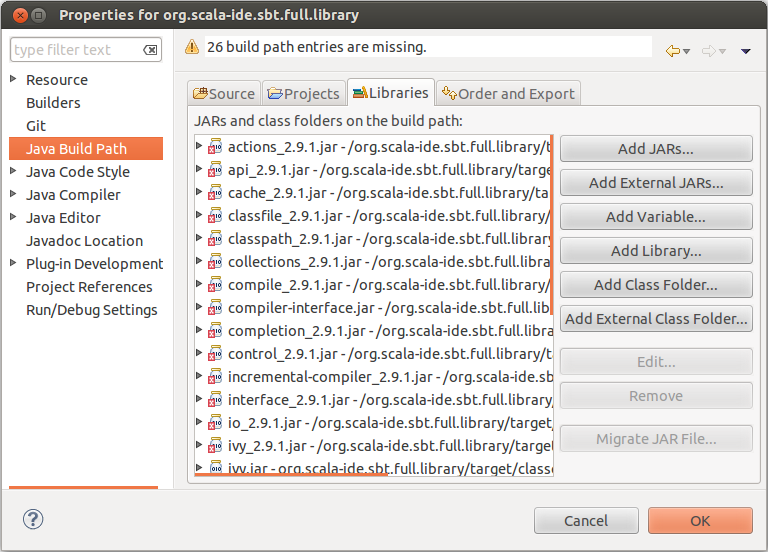 Properties for org.scala-ide.sbt.full.library
type filter text
Resource
Builders
Git
Java Build Path
Java Code Style
Java Compiler
Java Editor
Javadoc Location
Plug-in Development
Project References
Run/Debug Settings
26 build path entries are missing.
Source
Projects
Libraries
Order and Export
JARs and class folders on the build path:
actions_2.9.1.jar - /org.scala-ide.sbt.full.library/t
api_2.9.1.jar - /org.scala-ide.sbt.full.library/targe
cache_2.9.1.jar - /org.scala-ide.sbt.full.library/tar
classfile_2.9.1.jar - /org.scala-ide.sbt.full.library/
classpath_2.9.1.jar - /org.scala-ide.sbt.full.library
collections_2.9.1.jar - /org.scala-ide.sbt.full.librar
compile_2.9.1.jar - /org.scala-ide.sbt.full.library/
compiler-interface.jar - /org.scala-ide.sbt.full.lib
completion_2.9.1.jar - /org.scala-ide.sbt.full.libra
control_2.9.1.jar - /org.scala-ide.sbt.full.library/t
incremental-compiler_2.9.1.jar - /org.scala-ide.sb
interface_2.9.1.jar - /org.scala-ide.sbt.full.library
io_2.9.1.jar - /org.scala-ide.sbt.full.library/target/
ivy_2.9.1.jar - /org.scala-ide.sbt.full.library/target
ivy.jar - org.scala-ide.sbt.full.library/target/classe
Add JARs...
Add External JARs...
Add Variable...
Add Library...
Add Class Folder...
Add External Class Folder...
Edit...
Remove
Migrate JAR File...
?
Cancel
OK